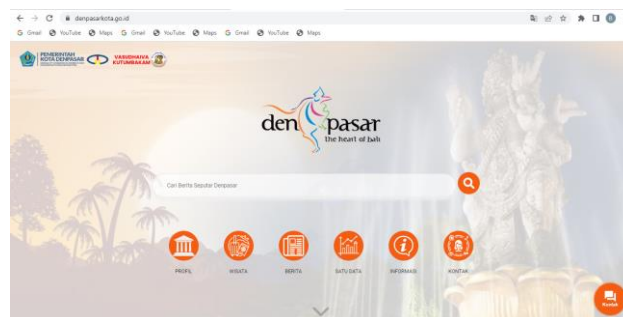 denpasarkota.go.id
G Gmail YouTube Maps G Gmail YouTube Maps G Gmail YouTube Maps
PEMERINTAH
KOTA DENPASAR
VASUDHAIVA
KUTUMBAKAM
den pasar
the heart of bali
Cari Berita Seputar Denpasar
PROFIL WISATA BERITA SATU DATA INFORMASI KONTAK
Kontak